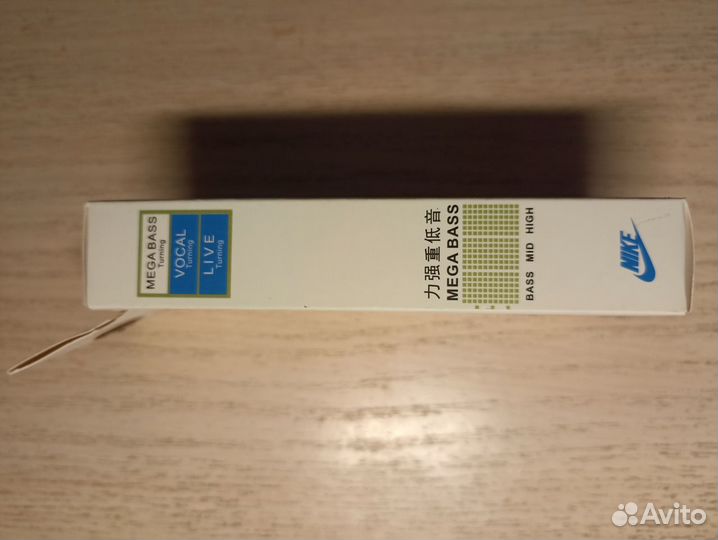 MEGA BASS
Turning
VOCAL
Turning
LIVE
Turning
力强重低音
MEGA BASS
BASS MID HIGH
NIKE
Avito